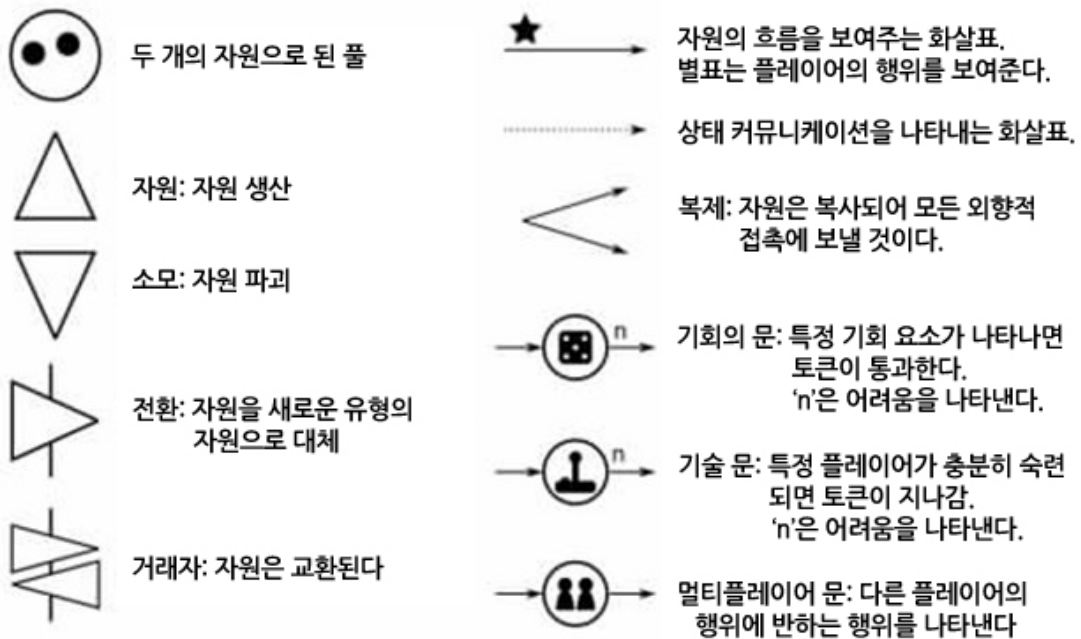 두 개의 자원으로 된 풀
자원: 자원 생산
소모: 자원 파괴
전환: 자원을 새로운 유형의
자원으로 대체
거래자: 자원은 교환된다
자원의 흐름을 보여주는 화살표.
별표는 플레이어의 행위를 보여준다.
상태 커뮤니케이션을 나타내는 화살표.
복제: 자원은 복사되어 모든 외향적
접촉에 보낼 것이다.
n
기회의 문: 특정 기회 요소가 나타나면
토큰이 통과한다.
‘n’은 어려움을 나타낸다.
n
기술 문: 특정 플레이어가 충분히 숙련
되면 토큰이 지나감.
‘n’은 어려움을 나타낸다.
멀티플레이어 문: 다른 플레이어의
행위에 반하는 행위를 나타낸다